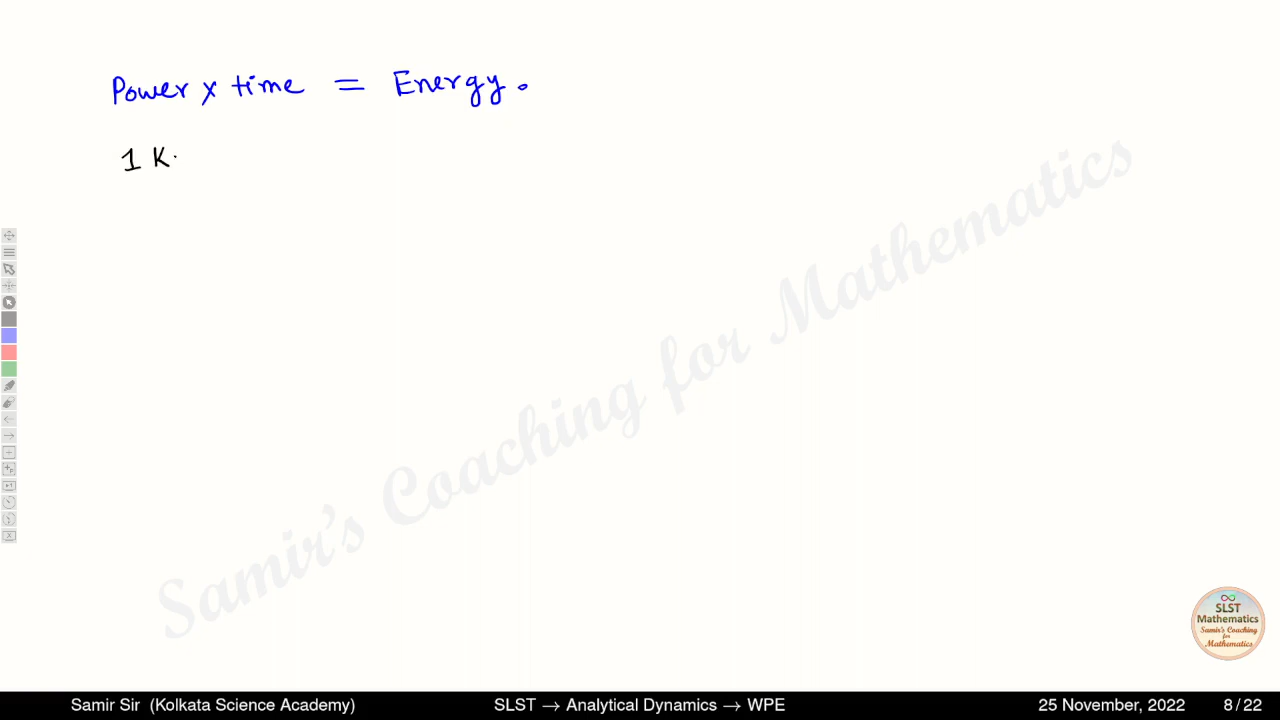 Power x time = Energy.
1 K.
Samir's Coaching for Mathematics
SLST
Mathematics
Samir's Coaching
for
Mathematics
Samir Sir (Kolkata Science Academy) SLST → Analytical Dynamics → WPE 25 November, 2022 8/22